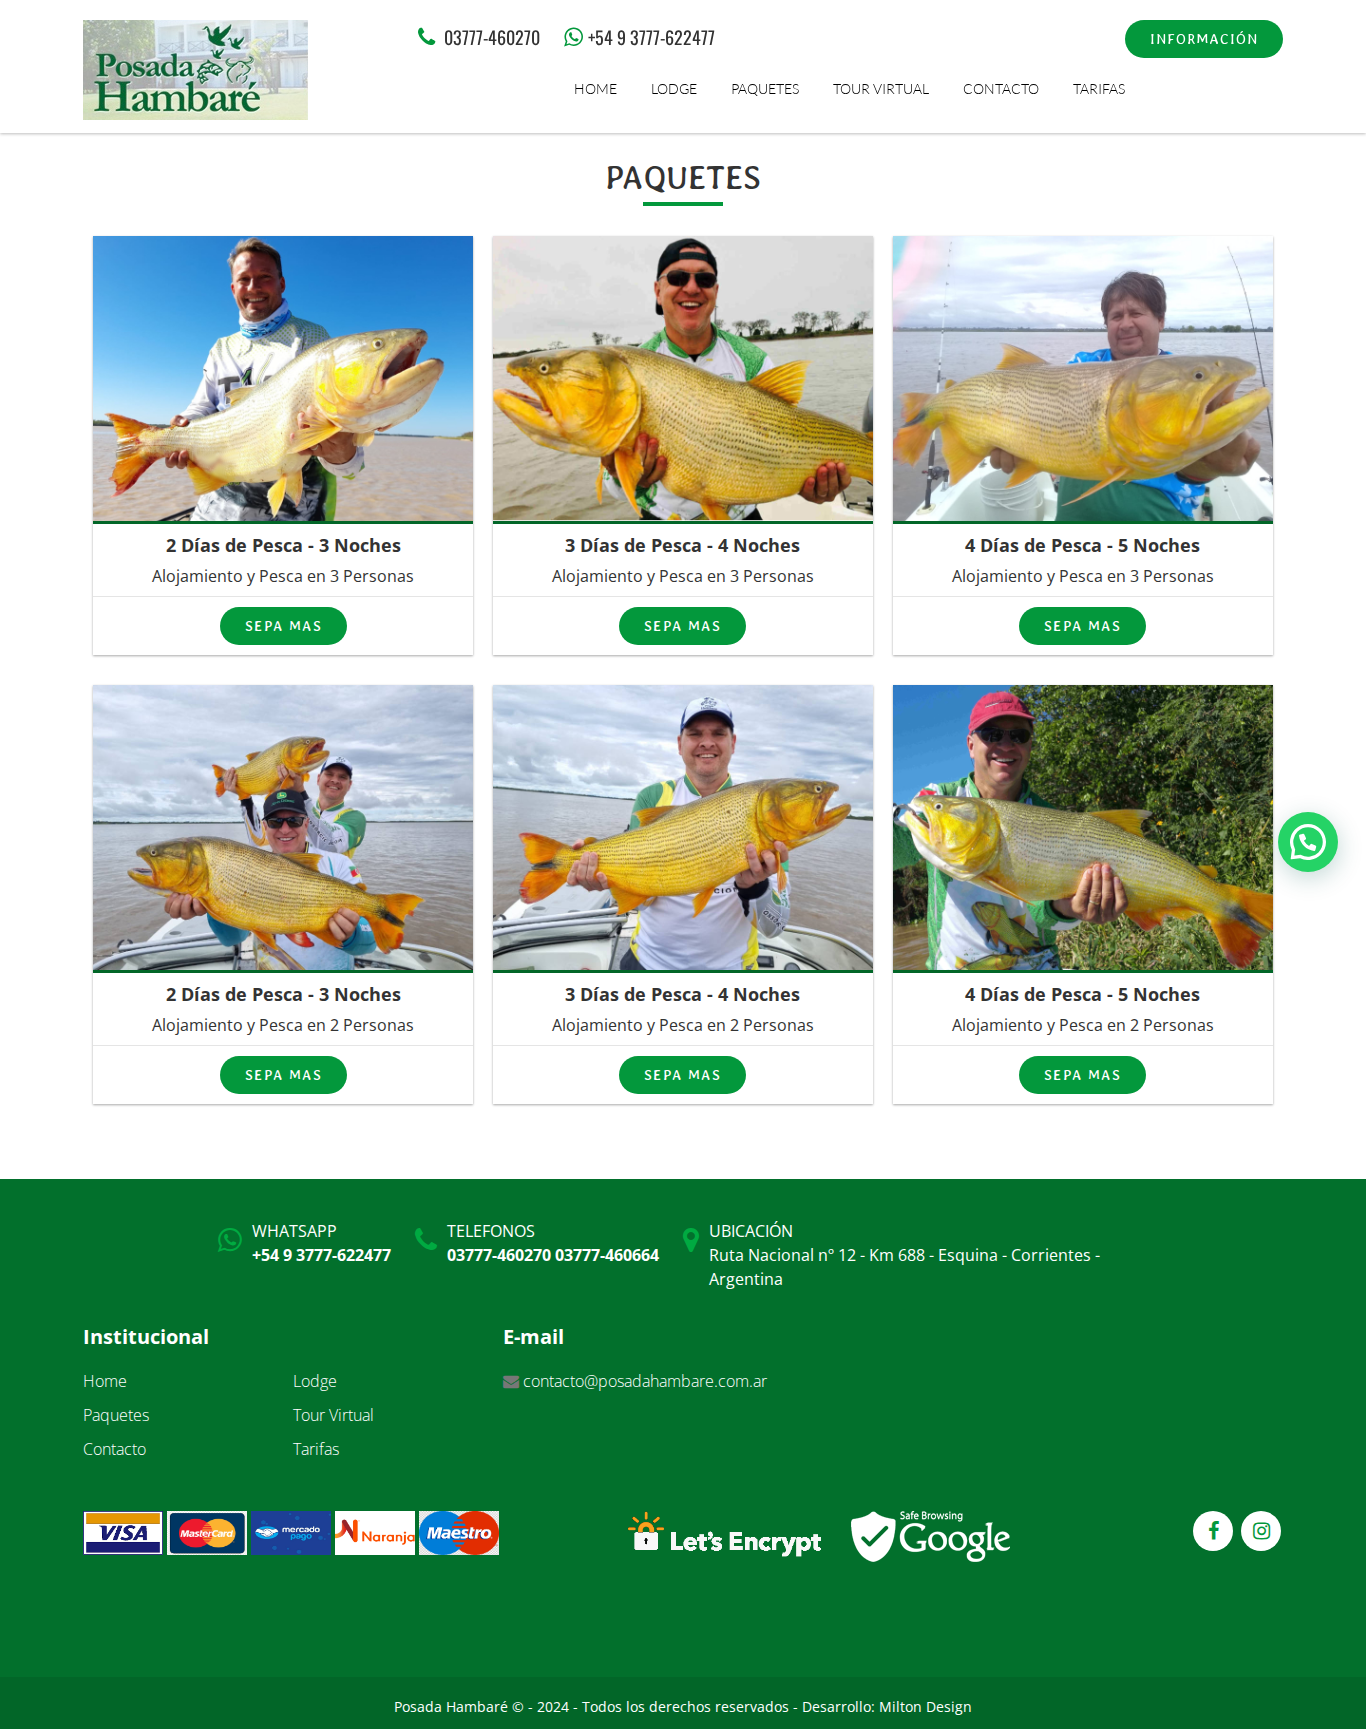 Posada
Hambaré
03777-460270 +54 9 3777-622477
INFORMACIÓN
HOME LODGE PAQUETES TOUR VIRTUAL CONTACTO TARIFAS
PAQUETES
2 Días de Pesca - 3 Noches
Alojamiento y Pesca en 3 Personas
SEPA MAS
3 Días de Pesca - 4 Noches
Alojamiento y Pesca en 3 Personas
SEPA MAS
4 Días de Pesca - 5 Noches
Alojamiento y Pesca en 3 Personas
SEPA MAS
2 Días de Pesca - 3 Noches
Alojamiento y Pesca en 2 Personas
SEPA MAS
3 Días de Pesca - 4 Noches
Alojamiento y Pesca en 2 Personas
SEPA MAS
4 Días de Pesca - 5 Noches
Alojamiento y Pesca en 2 Personas
SEPA MAS
WHATSAPP
+54 9 3777-622477
TELEFONOS
03777-460270 03777-460664
UBICACIÓN
Ruta Nacional nº 12 - Km 688 - Esquina - Corrientes -
Argentina
Institucional
Home
Lodge
Paquetes
Tour Virtual
Contacto
Tarifas
E-mail
contacto@posadahambare.com.ar
VISA
MasterCard
mercado
pago
Naranja
Maestro
Let's Encrypt
Safe Browsing
Google
Posada Hambaré © - 2024 - Todos los derechos reservados - Desarrollo: Milton Design